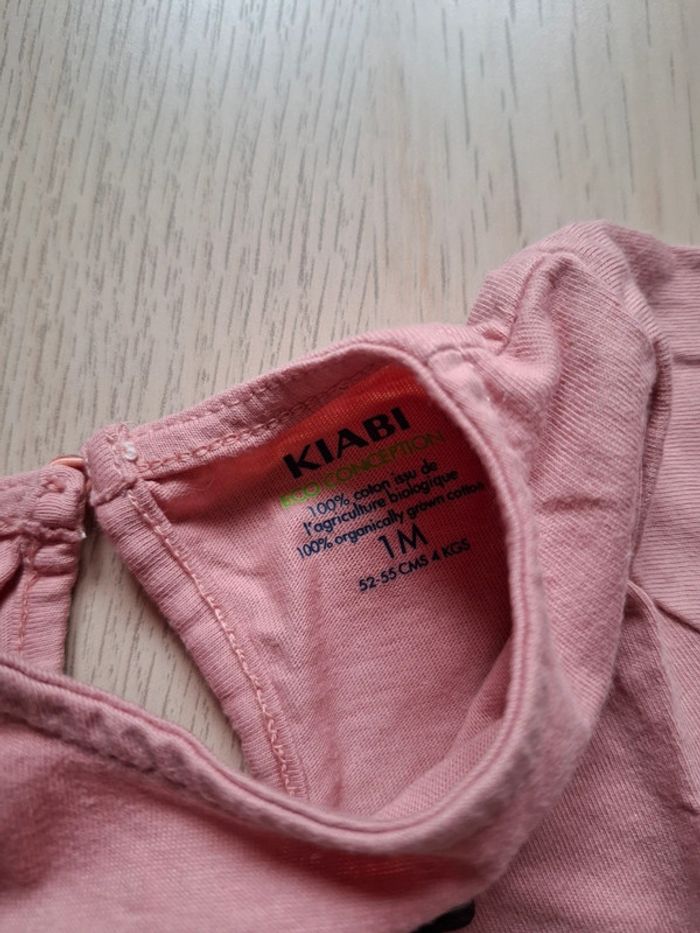 KIABI
ECO CONCEPTION
100% coton issu de
l'agriculture biologique
100% organically grown cotton
1M
52-55 CMS 4 KGS